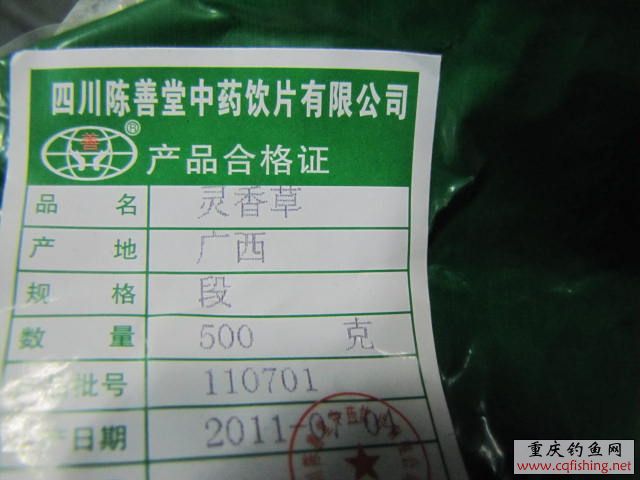 四川陈善堂中药饮片有限公司
善 ®
产品合格证
品 名 灵香草
产 地 广西
规 格 段
数 量 500 克
批号 110701
日期 2011-07-01
重庆钓鱼网
www.cqfishing.net